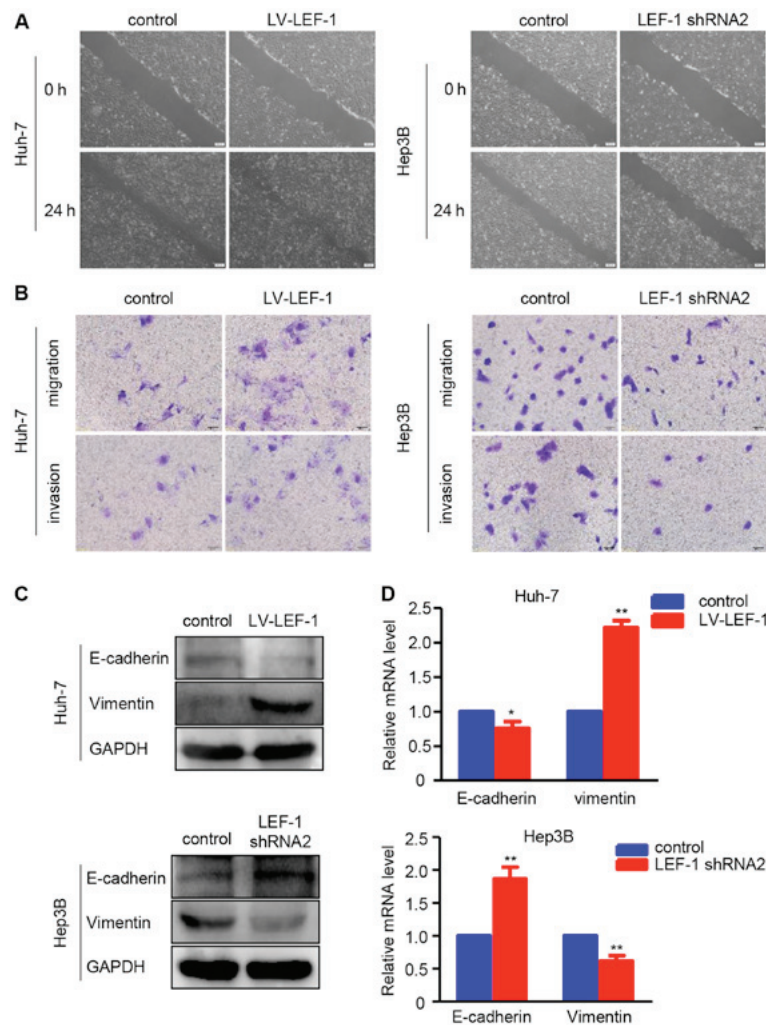 A
control
LV-LEF-1
Huh-7
0 h
24 h
control
LEF-1 shRNA2
Hep3B
0 h
24 h
B
control
LV-LEF-1
Huh-7
migration
invasion
control
LEF-1 shRNA2
Hep3B
migration
invasion
C
control LV-LEF-1
Huh-7
E-cadherin
Vimentin
GAPDH
control
LEF-1
shRNA2
Hep3B
E-cadherin
Vimentin
GAPDH
D
Huh-7
control
LV-LEF-1
Relative mRNA level
2.5
2.0
1.5
1.0
0.5
0
*
**
E-cadherin
vimentin
Hep3B
control
LEF-1 shRNA2
Relative mRNA level
2.5
2.0
1.5
1.0
0.5
0
**
**
E-cadherin
Vimentin